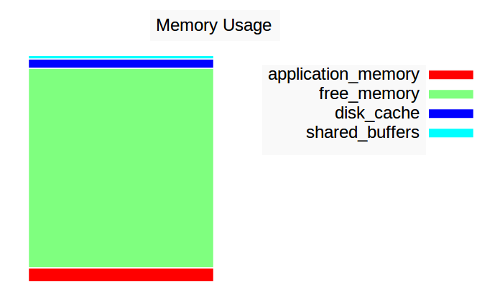 Memory Usage
application_memory
free_memory
disk_cache
shared_buffers